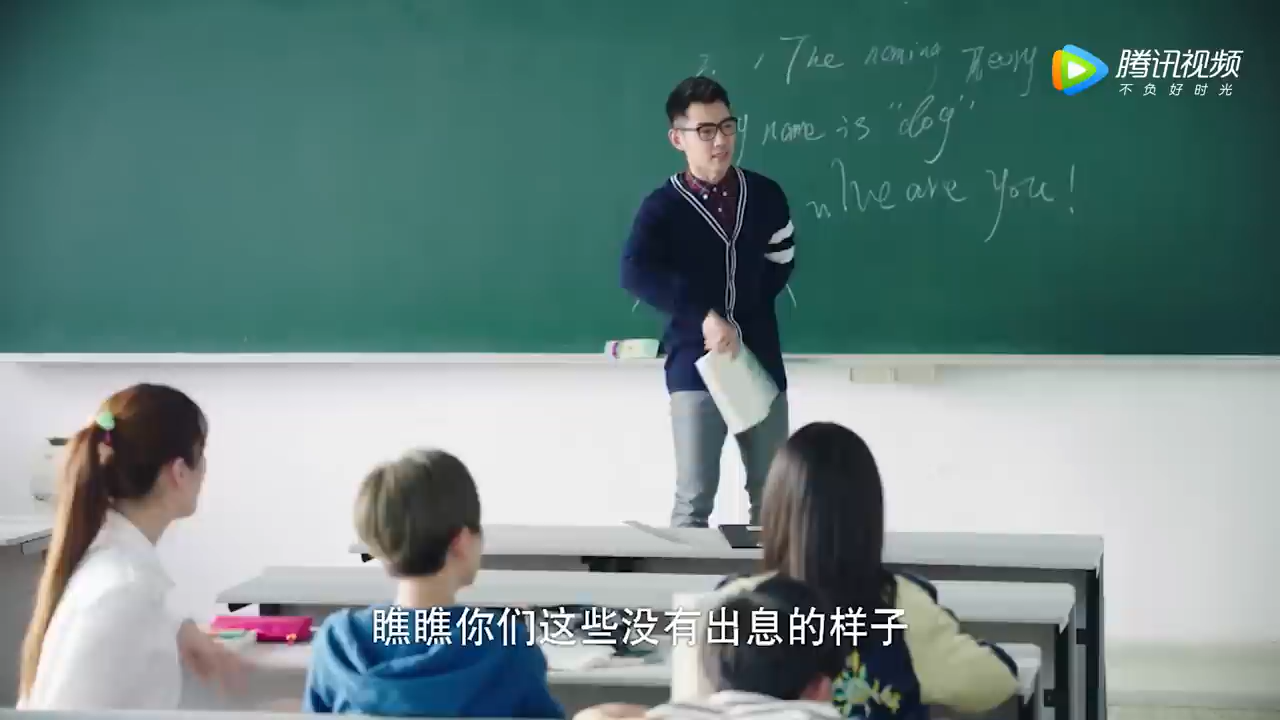 The naming Theory
腾讯视频
不负好时光
name is "dog"
are you!
瞧瞧你们这些没有出息的样子